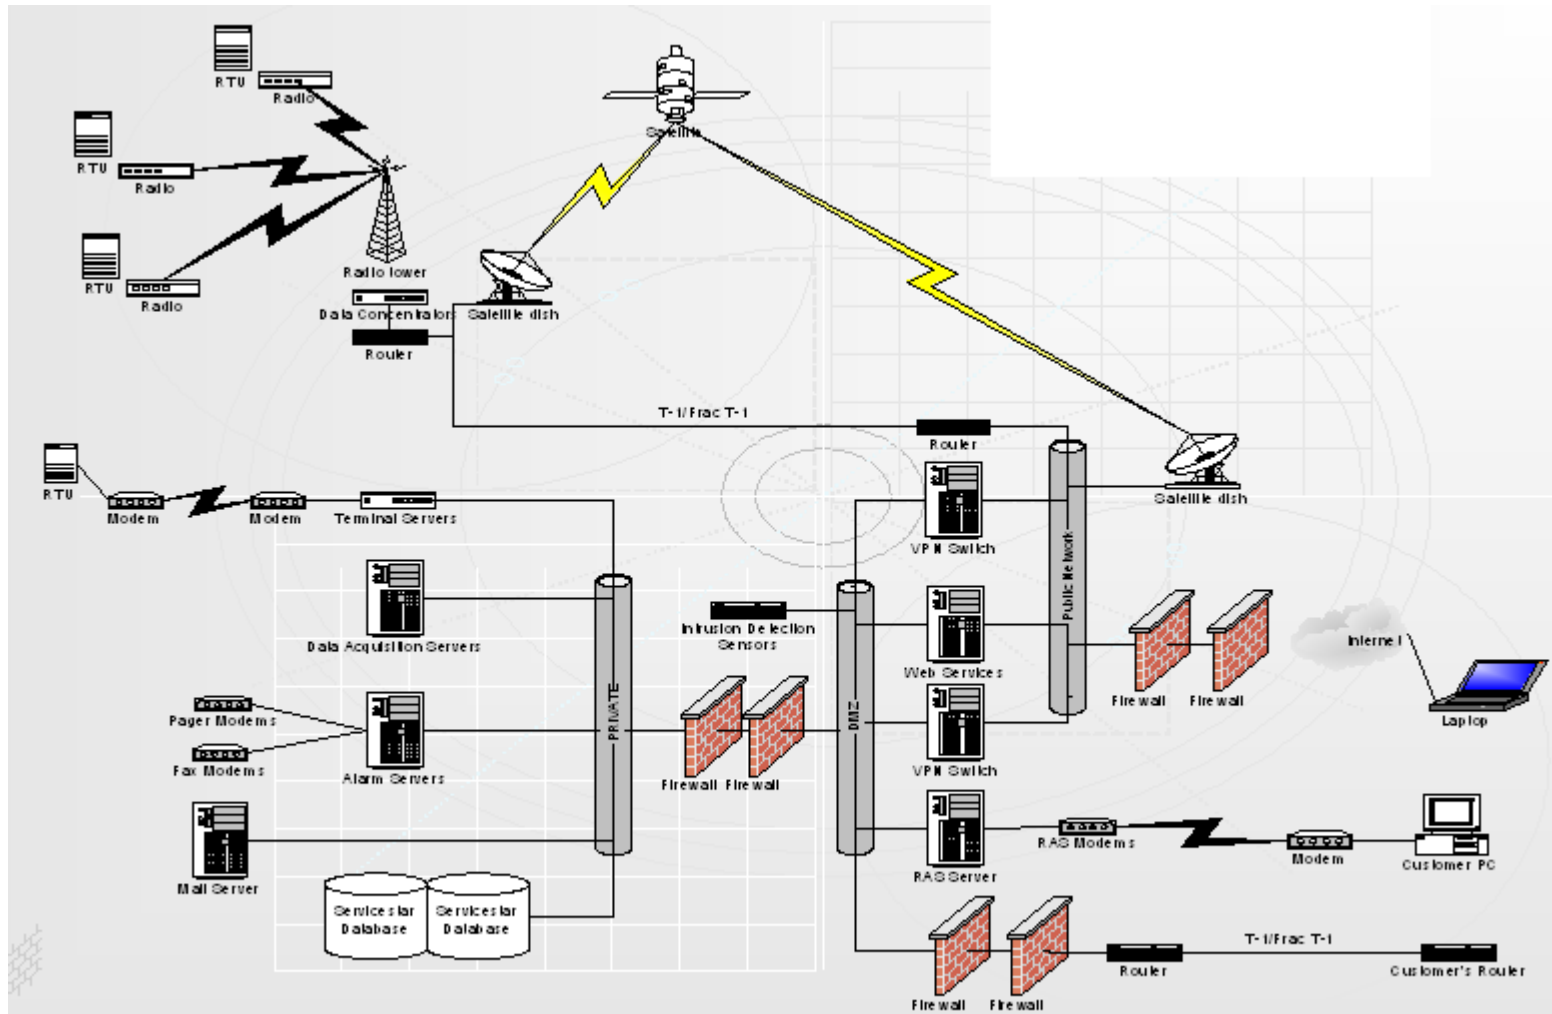 RTU
Radio
RTU
Radio
RTU
Radio
Radio Tower
Data Concentrators
Router
Satellite
Satellite dish
T-1/Frac T-1
Router
Satellite dish
RTU
Modem
Modem
Terminal Servers
VPN Switch
Public Network
Data Acquisition Servers
Intrusion Detection
Sensors
Web Services
Internet
Firewall
Firewall
Laptop
Pager Modems
Fax Modems
Alarm Servers
PRIVATE
Firewall
Firewall
DMZ
VPN Switch
Mail Server
RAS Server
RAS Modems
Modem
Customer PC
Servicestar
Database
Servicestar
Database
Firewall
Firewall
Router
T-1/Frac T-1
Customer's Router